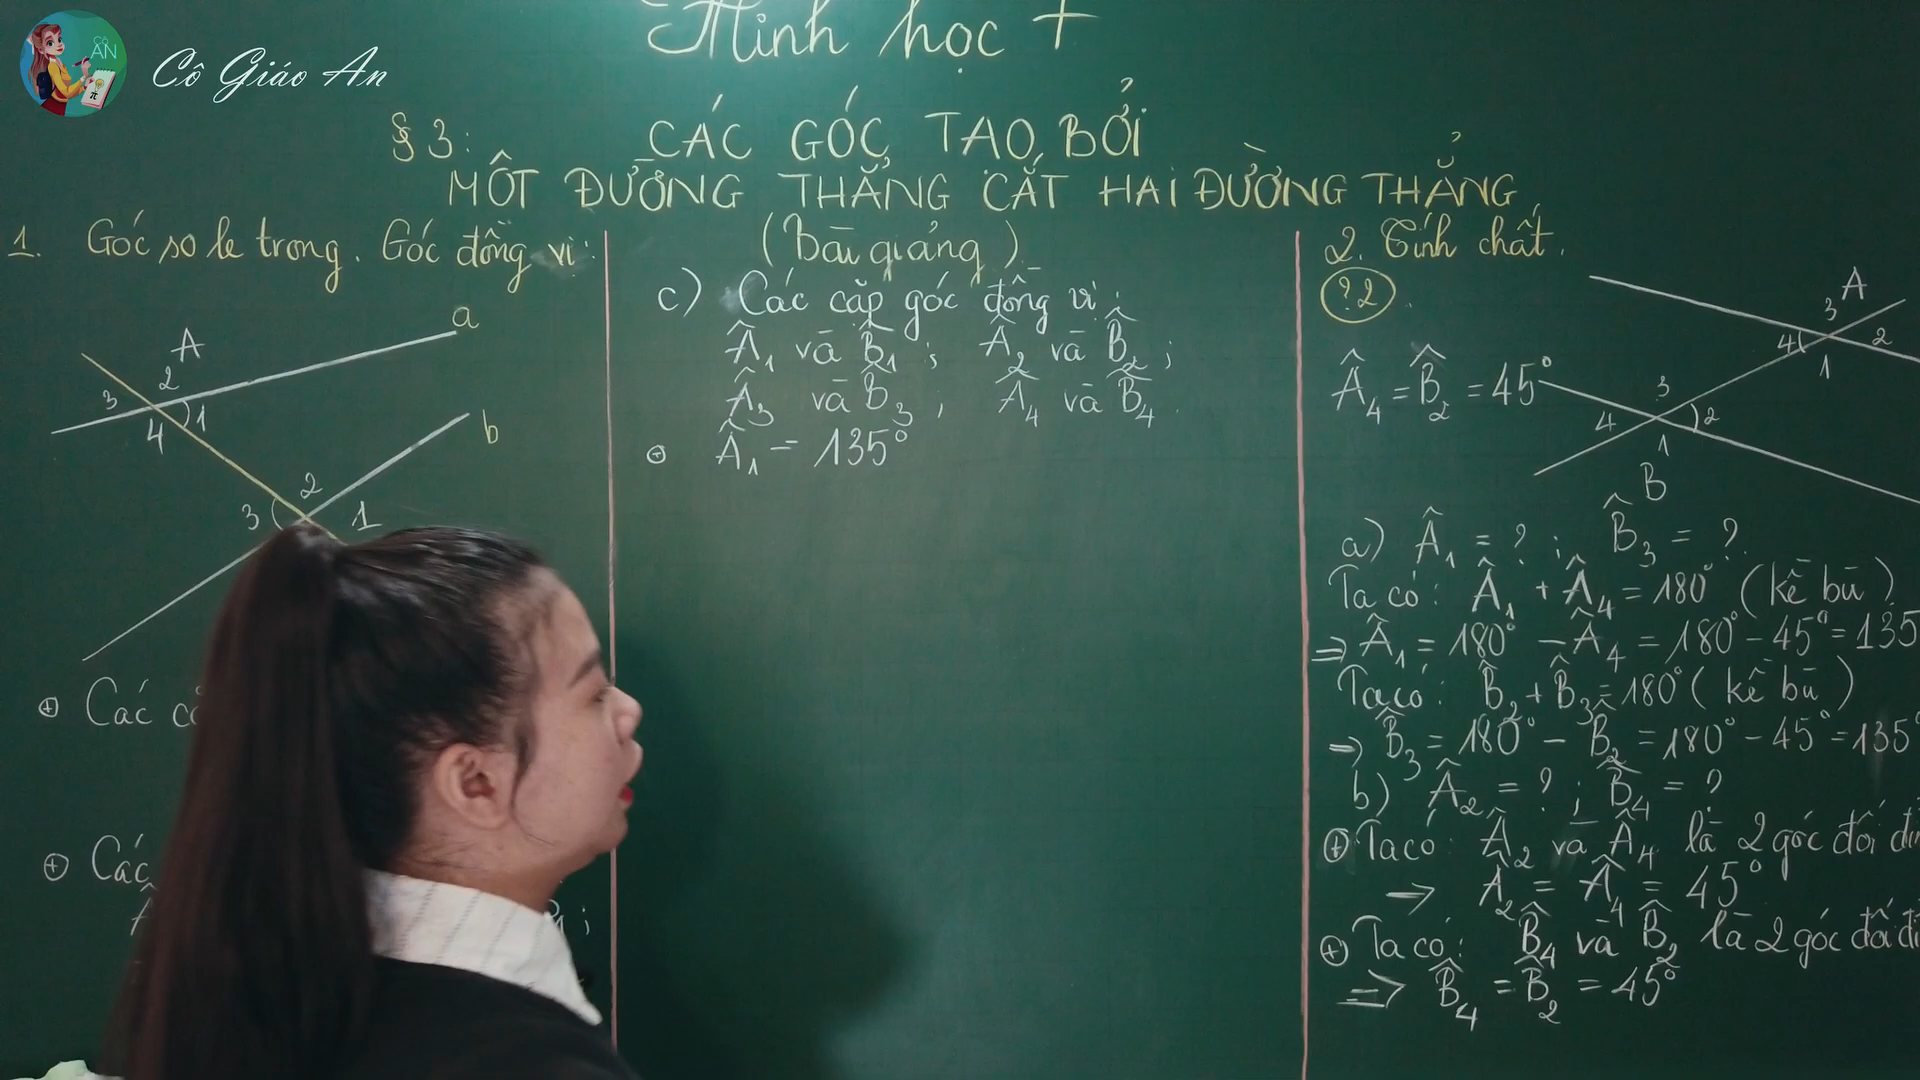 CÔ AN
Cô Giáo An
Hình học 7
§ 3: CÁC GÓC TẠO BỞI
MỘT ĐƯỜNG THẲNG CẮT HAI ĐƯỜNG THẲNG
(Bài giảng)
1. Góc so le trong. Góc đồng vị:
A
a
3 2
4 1
b
3 2
1
⊕ Các
⊕ Các
c) Các cặp góc đồng vị:
Â₁ và B̂₁ ; Â₂ và B̂₂ ;
Â₃ và B̂₃ ; Â₄ và B̂₄ .
⊙ Â₁ = 135°
2. Tính chất.
?2 .
A
3
4 2
1
Â₄ = B̂₂ = 45°
3
4 2
1
B
a) Â₁ = ? ; B̂₃ = ?
Ta có: Â₁ + Â₄ = 180° (kề bù)
⇒ Â₁ = 180° – Â₄ = 180° – 45° = 135
Ta có: B̂₂ + B̂₃ = 180° (kề bù)
⇒ B̂₃ = 180° – B̂₂ = 180° – 45° = 135°
b) Â₂ = ? ; B̂₄ = ?
⊕ Ta có: Â₂ và Â₄ là 2 góc đối
→ Â₂ = Â₄ = 45°
⊕ Ta có: B̂₄ và B̂₂ là 2 góc đối
⇒ B̂₄ = B̂₂ = 45°